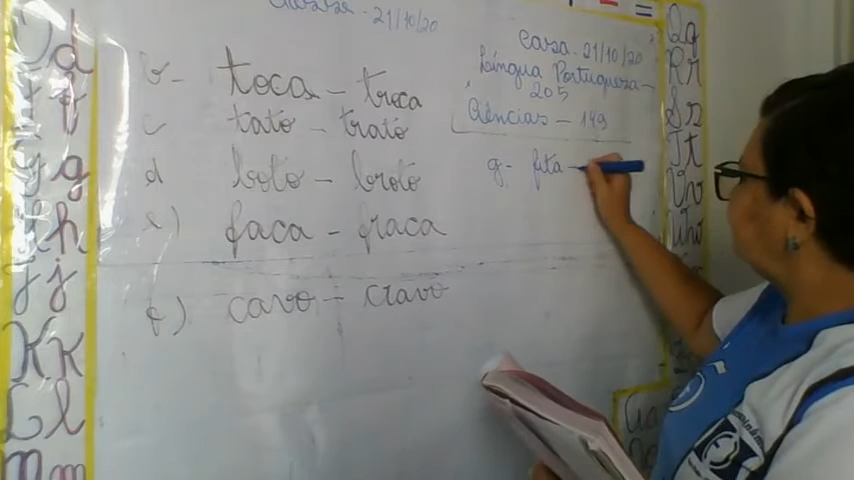 Classe - 21/10/20
b- toca - troca
c tato - trato
d boto - broto
e) faca - fraca
f) cavo - cravo
Casa - 21/10/20
Língua Portuguesa -
205
Ciências - 149
g- fita -
d
g
h
J j
K k
L l
M m
Q q
R r
S s
T t
U u
V v